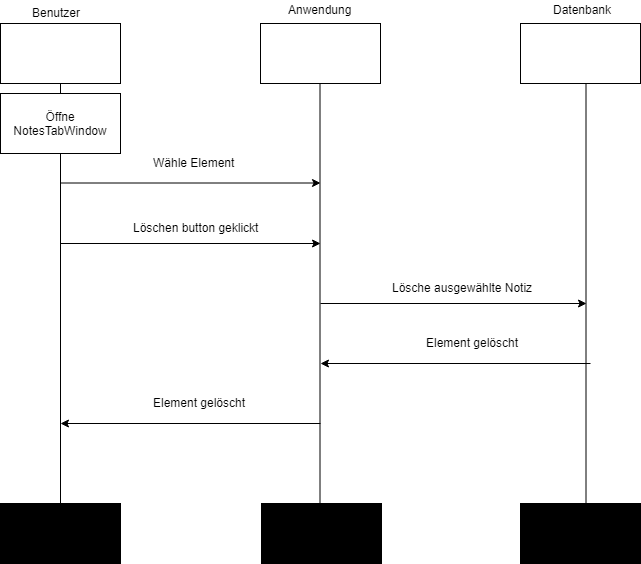 Benutzer
Anwendung
Datenbank
Öffne
NotesTabWindow
Wähle Element
Löschen button geklickt
Lösche ausgewählte Notiz
Element gelöscht
Element gelöscht